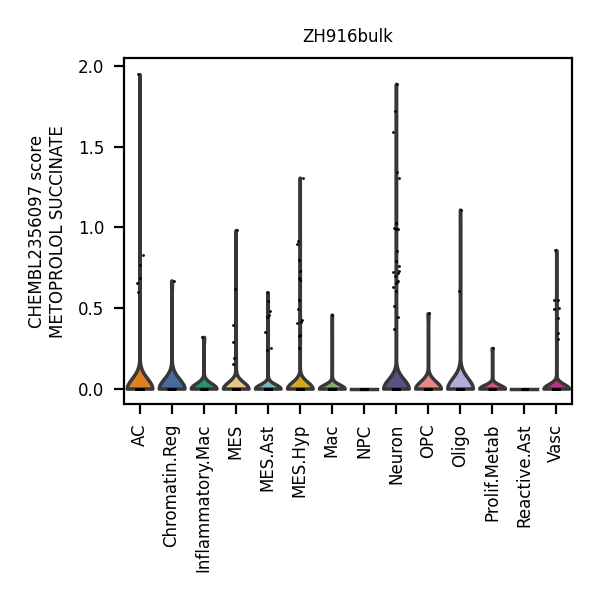 ZH916bulk
CHEMBL2356097 score
METOPROLOL SUCCINATE
2.0
1.5
1.0
0.5
0.0
AC
Chromatin.Reg
Inflammatory.Mac
MES
MES.Ast
MES.Hyp
Mac
NPC
Neuron
OPC
Oligo
Prolif.Metab
Reactive.Ast
Vasc